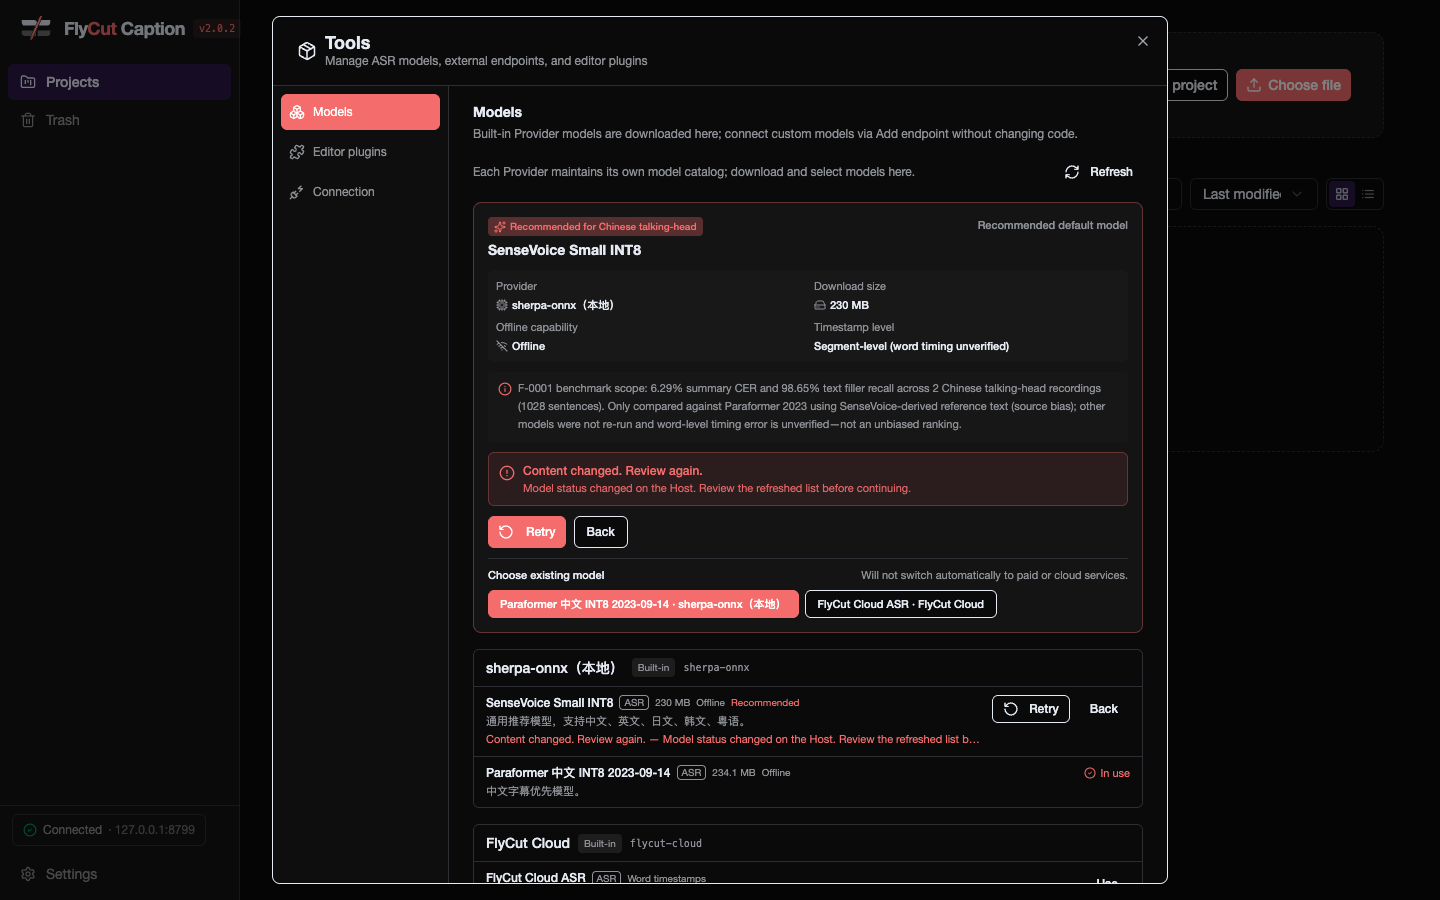 FlyCut Caption v2.0.2
Projects
Trash
Connected · 127.0.0.1:8799
Settings
project
Choose file
Last modifie
Tools
Manage ASR models, external endpoints, and editor plugins
Models
Editor plugins
Connection
Models
Built-in Provider models are downloaded here; connect custom models via Add endpoint without changing code.
Each Provider maintains its own model catalog; download and select models here.
Refresh
Recommended for Chinese talking-head
Recommended default model
SenseVoice Small INT8
Provider
sherpa-onnx（本地）
Download size
230 MB
Offline capability
Offline
Timestamp level
Segment-level (word timing unverified)
F-0001 benchmark scope: 6.29% summary CER and 98.65% text filler recall across 2 Chinese talking-head recordings
(1028 sentences). Only compared against Paraformer 2023 using SenseVoice-derived reference text (source bias); other
models were not re-run and word-level timing error is unverified—not an unbiased ranking.
Content changed. Review again.
Model status changed on the Host. Review the refreshed list before continuing.
Retry
Back
Choose existing model
Will not switch automatically to paid or cloud services.
Paraformer 中文 INT8 2023-09-14 · sherpa-onnx（本地）
FlyCut Cloud ASR · FlyCut Cloud
sherpa-onnx（本地） Built-in sherpa-onnx
SenseVoice Small INT8 ASR 230 MB Offline Recommended
通用推荐模型，支持中文、英文、日文、韩文、粤语。
Content changed. Review again. — Model status changed on the Host. Review the refreshed list b…
Retry
Back
Paraformer 中文 INT8 2023-09-14 ASR 234.1 MB Offline
中文字幕优先模型。
In use
FlyCut Cloud Built-in flycut-cloud
FlyCut Cloud ASR ASR Word timestamps
Use